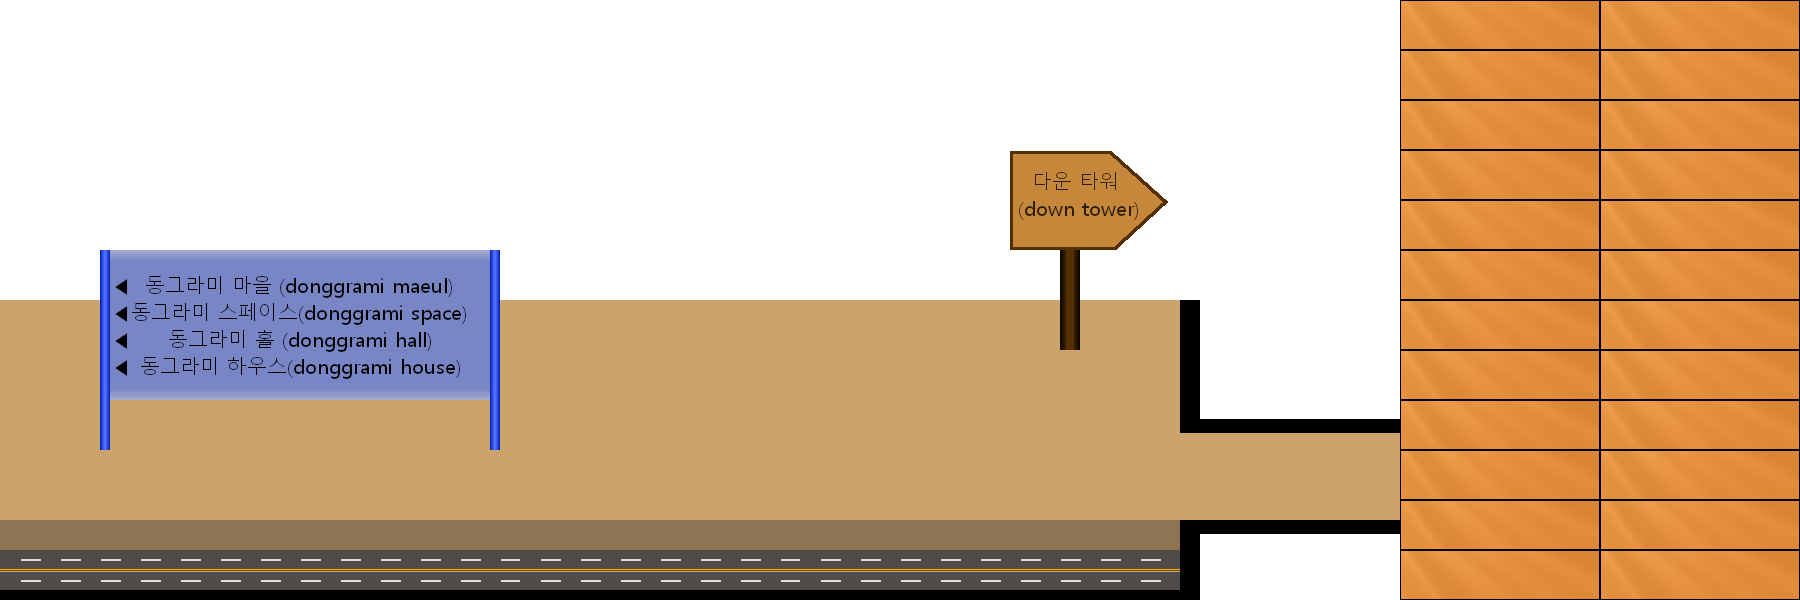 ◀ 동그라미 마을 (donggrami maeul)
◀ 동그라미 스페이스(donggrami space)
◀ 동그라미 홀 (donggrami hall)
◀ 동그라미 하우스(donggrami house)
다운 타워
(down tower)